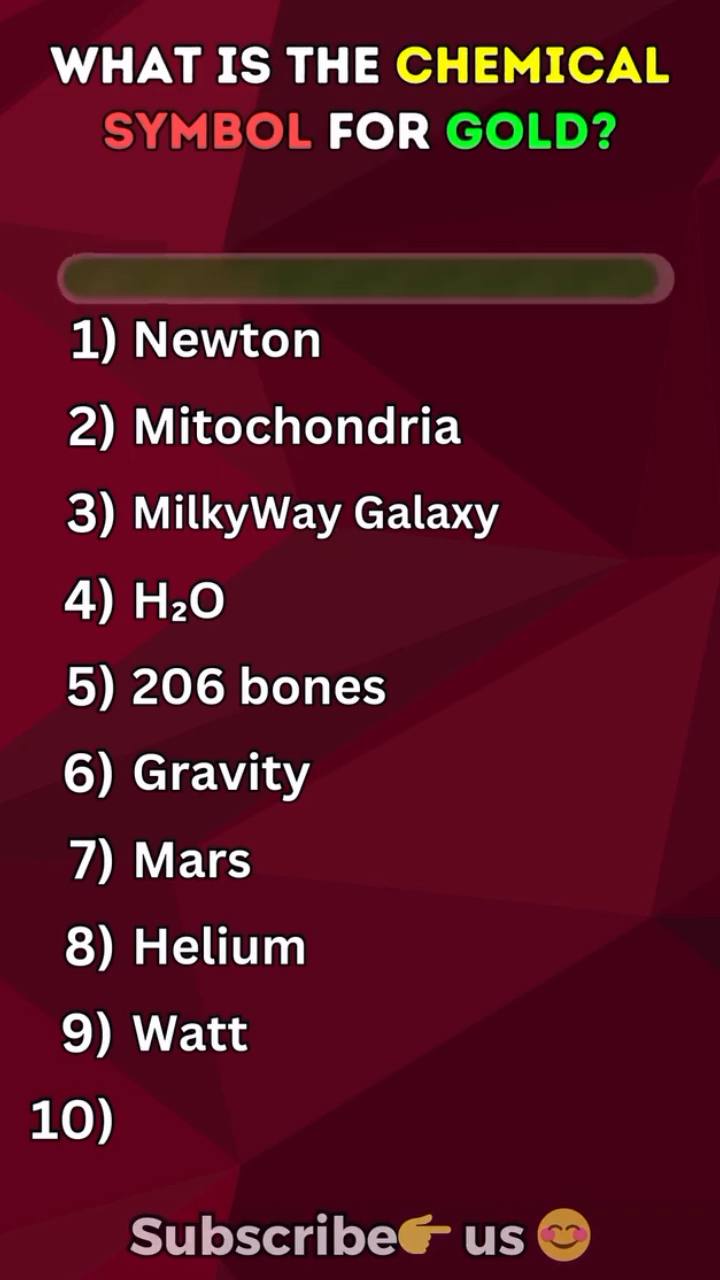 WHAT IS THE CHEMICAL
SYMBOL FOR GOLD?
1) Newton
2) Mitochondria
3) MilkyWay Galaxy
4) H₂O
5) 206 bones
6) Gravity
7) Mars
8) Helium
9) Watt
10)
Subscribe👉 us 😊